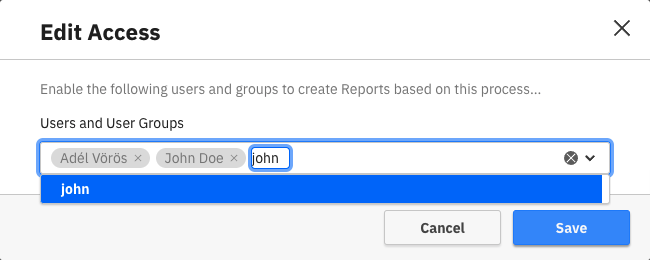 Edit Access
Enable the following users and groups to create Reports based on this process...
Users and User Groups
Adél Vörös John Doe john
john
Cancel Save